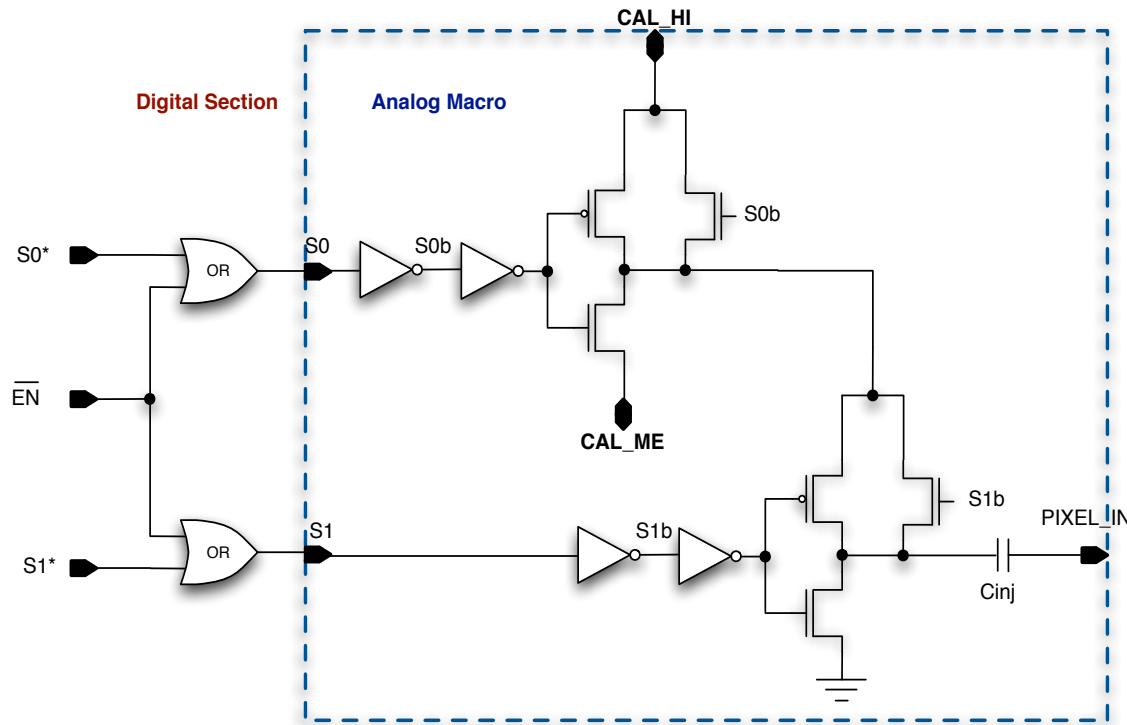 CAL_HI
Digital Section
Analog Macro
S0b
S0*
OR
S0
S0b
EN
CAL_ME
S1b
PIXEL_IN
S1
S1b
OR
S1*
Cinj